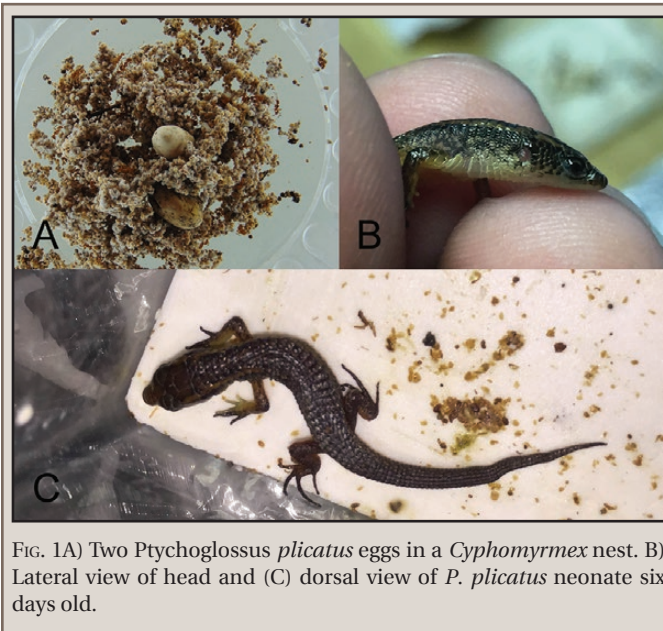 A
B
C
FIG. 1A) Two Ptychoglossus plicatus eggs in a Cyphomyrmex nest. B)
Lateral view of head and (C) dorsal view of P. plicatus neonate six
days old.